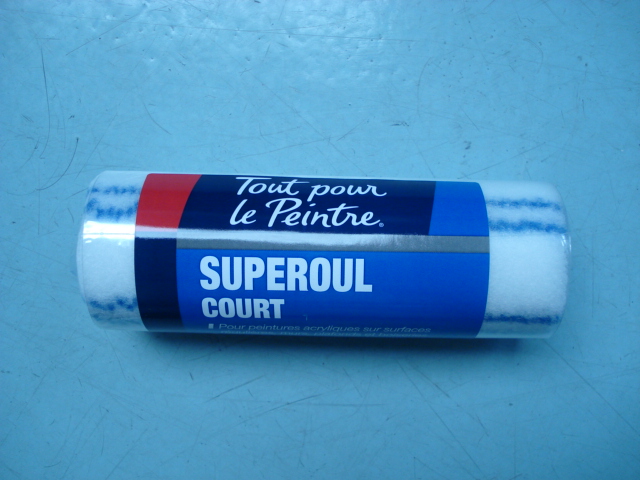 Tout pour
le Peintre®
SUPEROUL
COURT
Pour peintures acryliques sur surfaces